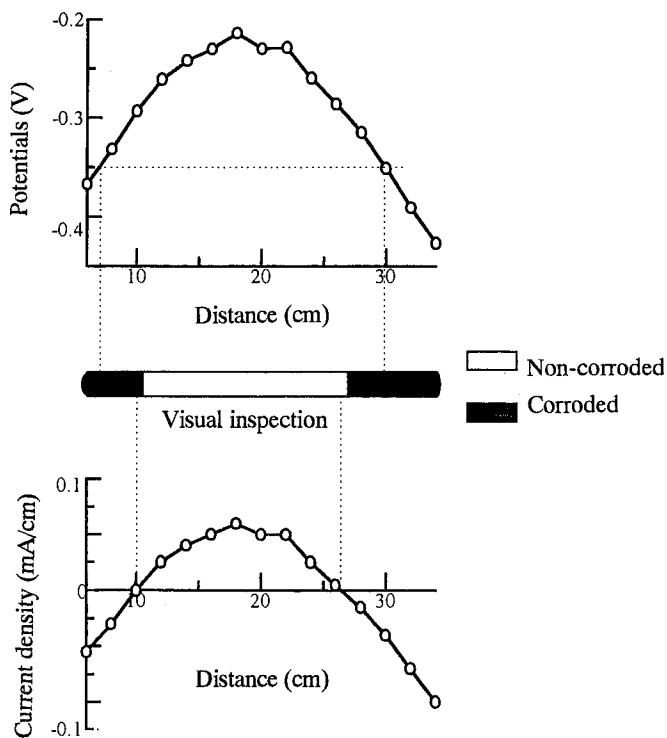 -0.2
-0.3
-0.4
Potentials (V)
10 20 30
Distance (cm)
Non-corroded
Corroded
Visual inspection
0.1
0
-0.1
Current density (mA/cm)
10 20 30
Distance (cm)